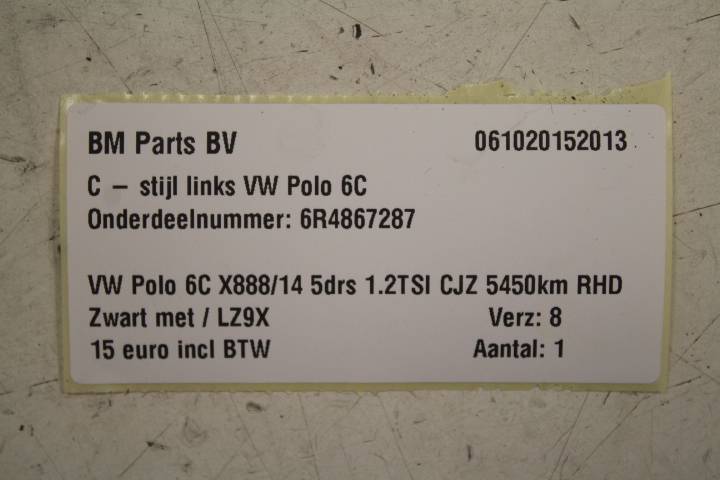 BM Parts BV 061020152013
C – stijl links VW Polo 6C
Onderdeelnummer: 6R4867287
VW Polo 6C X888/14 5drs 1.2TSI CJZ 5450km RHD
Zwart met / LZ9X Verz: 8
15 euro incl BTW Aantal: 1